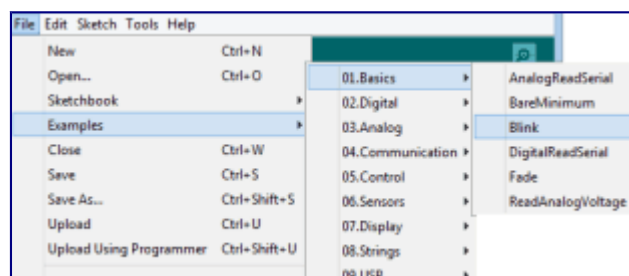 File Edit Sketch Tools Help
New Ctrl+N
Open... Ctrl+O
Sketchbook
Examples
Close Ctrl+W
Save Ctrl+S
Save As... Ctrl+Shift+S
Upload Ctrl+U
Upload Using Programmer Ctrl+Shift+U
01.Basics
02.Digital
03.Analog
04.Communication
05.Control
06.Sensors
07.Display
08.Strings
09.USB
AnalogReadSerial
BareMinimum
Blink
DigitalReadSerial
Fade
ReadAnalogVoltage